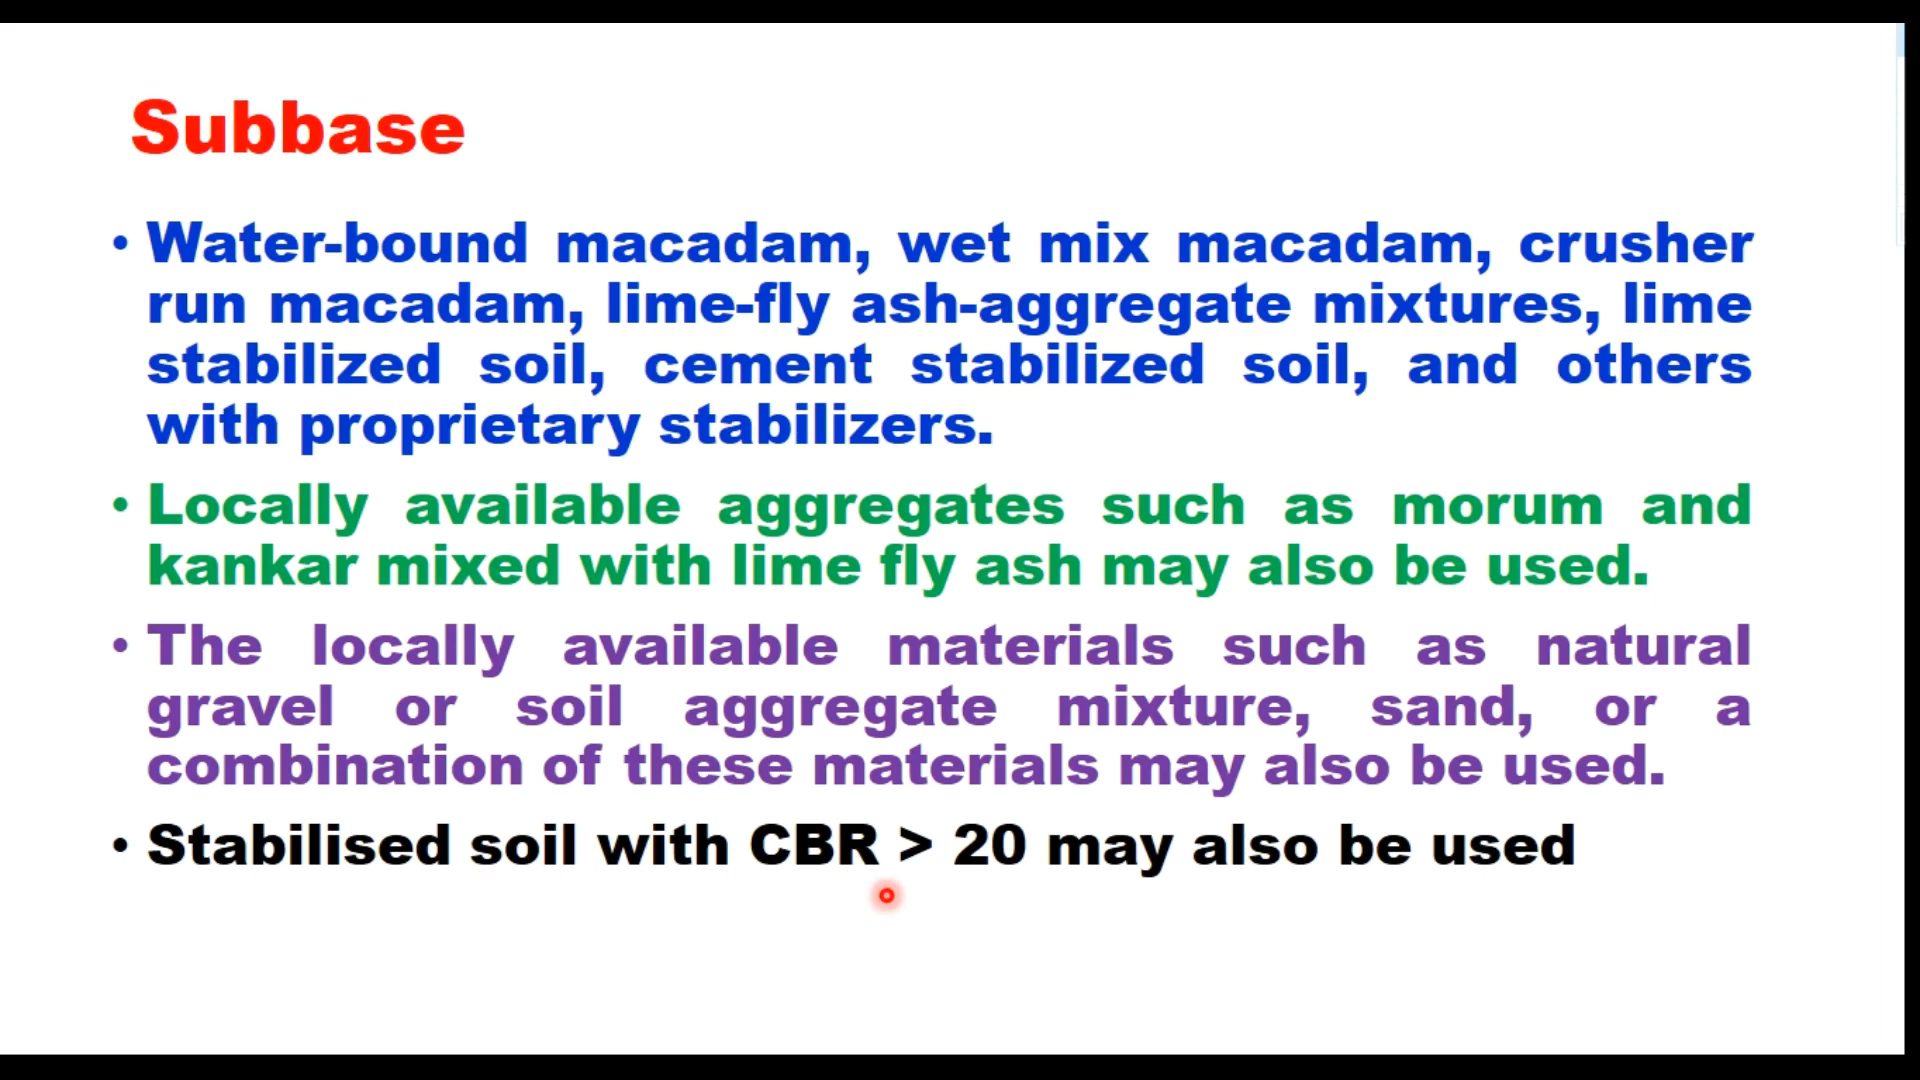 Subbase
• Water-bound macadam, wet mix macadam, crusher
run macadam, lime-fly ash-aggregate mixtures, lime
stabilized soil, cement stabilized soil, and others
with proprietary stabilizers.
• Locally available aggregates such as morum and
kankar mixed with lime fly ash may also be used.
• The locally available materials such as natural
gravel or soil aggregate mixture, sand, or a
combination of these materials may also be used.
• Stabilised soil with CBR > 20 may also be used